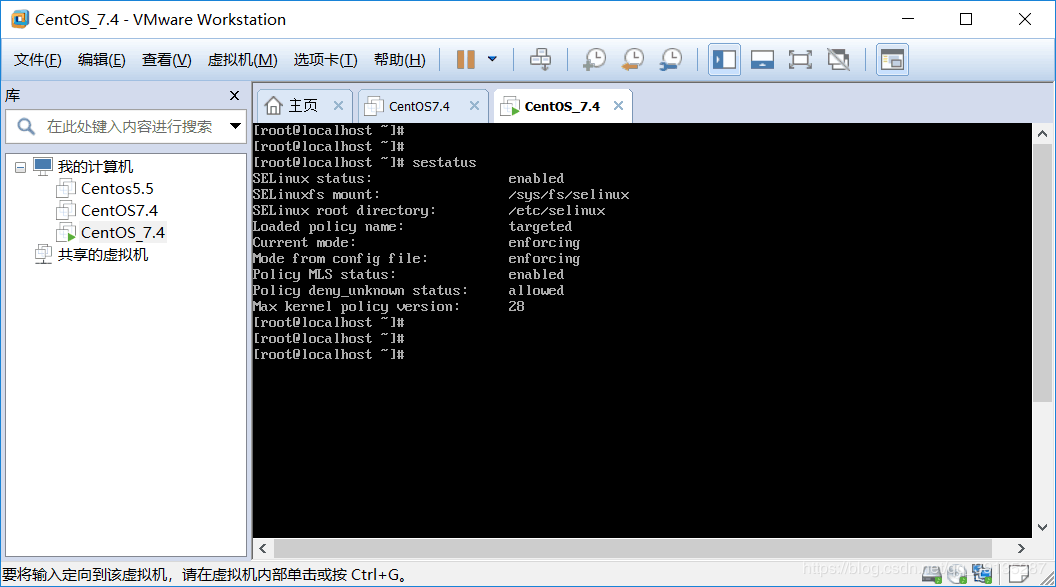 CentOS_7.4 - VMware Workstation
文件(F) 编辑(E) 查看(V) 虚拟机(M) 选项卡(T) 帮助(H)
库
在此处键入内容进行搜索
我的计算机
Centos5.5
CentOS7.4
CentOS_7.4
共享的虚拟机
主页 CentOS7.4 CentOS_7.4
[root@localhost ~]#
[root@localhost ~]#
[root@localhost ~]# sestatus
SELinux status: enabled
SELinuxfs mount: /sys/fs/selinux
SELinux root directory: /etc/selinux
Loaded policy name: targeted
Current mode: enforcing
Mode from config file: enforcing
Policy MLS status: enabled
Policy deny_unknown status: allowed
Max kernel policy version: 28
[root@localhost ~]#
[root@localhost ~]#
[root@localhost ~]#
要将输入定向到该虚拟机，请在虚拟机内部单击或按 Ctrl+G。